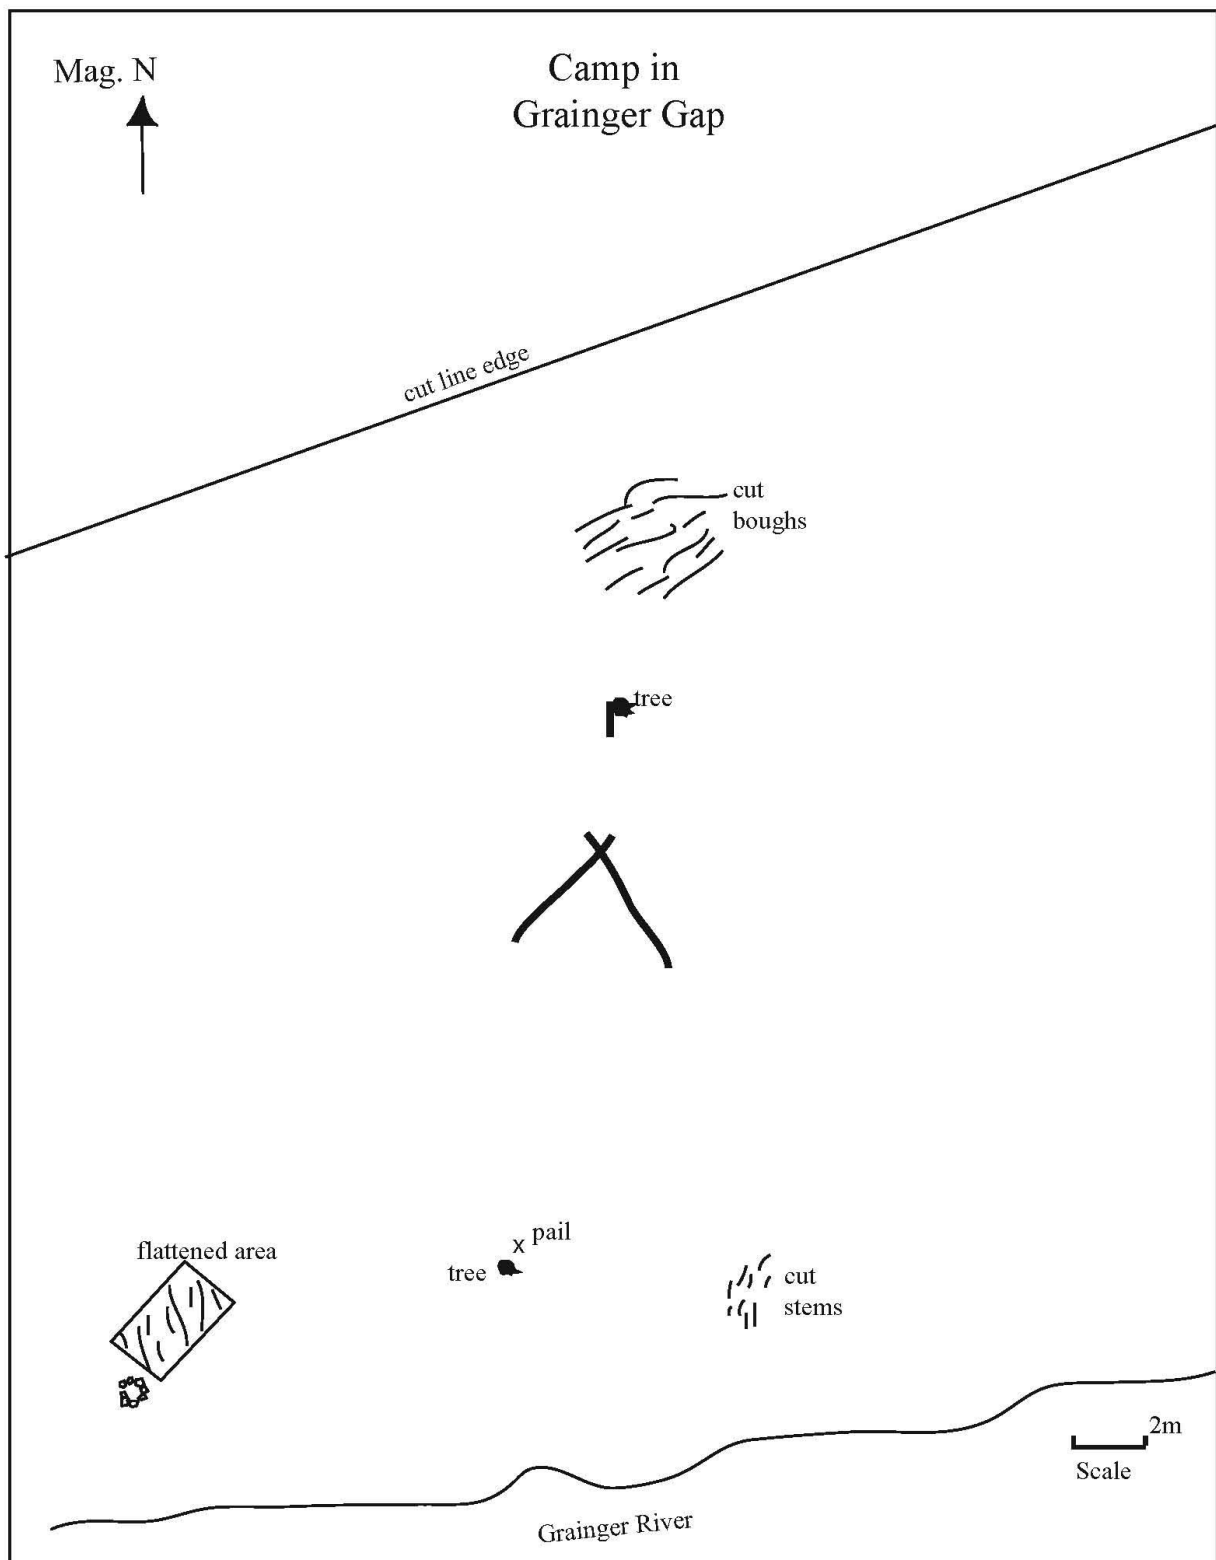 Mag. N
Camp in
Grainger Gap
cut line edge
cut
boughs
tree
pail
tree
flattened area
cut
stems
2m
Scale
Grainger River